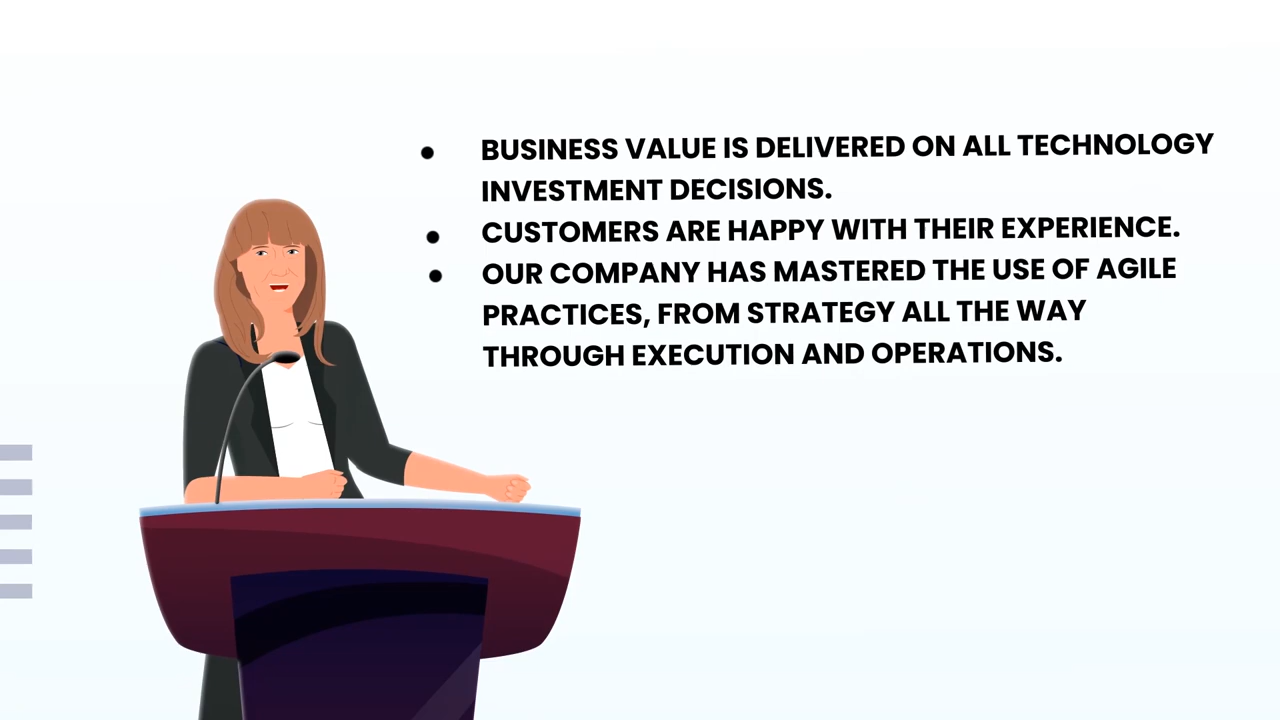 • BUSINESS VALUE IS DELIVERED ON ALL TECHNOLOGY
INVESTMENT DECISIONS.
• CUSTOMERS ARE HAPPY WITH THEIR EXPERIENCE.
• OUR COMPANY HAS MASTERED THE USE OF AGILE
PRACTICES, FROM STRATEGY ALL THE WAY
THROUGH EXECUTION AND OPERATIONS.